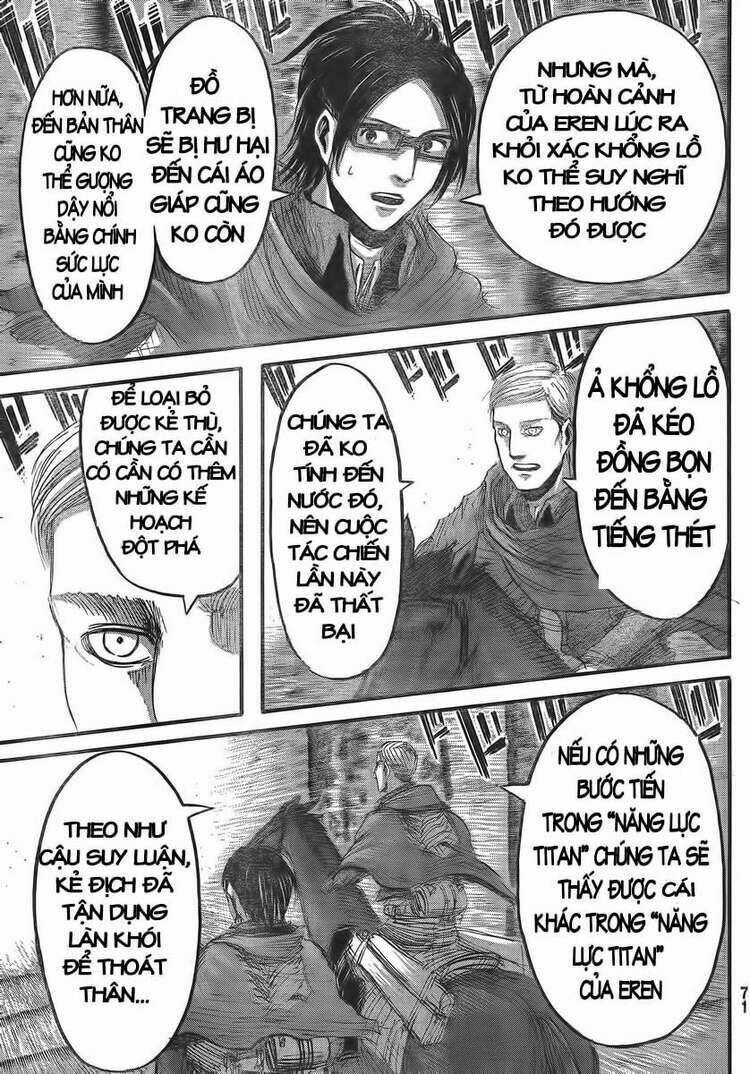 NHƯNG MÀ,
TỪ HOÀN CẢNH
CỦA EREN LÚC RA
KHỎI XÁC KHỔNG LỒ
KO THỂ SUY NGHĨ
THEO HƯỚNG
ĐÓ ĐƯỢC
ĐỒ
TRANG BỊ
SẼ BỊ HƯ HẠI
ĐẾN CÁI ÁO
GIÁP CŨNG
KO CÒN
HƠN NỮA,
ĐẾN BẢN THÂN
CŨNG KO
THỂ GƯỢNG
DẬY NỔI
BẰNG CHÍNH
SỨC LỰC
CỦA MÌNH
Ả KHỔNG LỒ
ĐÃ KÉO
ĐỒNG BỌN
ĐẾN BẰNG
TIẾNG THÉT
CHÚNG TA
ĐÃ KO
TÍNH ĐẾN
NƯỚC ĐÓ,
NÊN CUỘC
TÁC CHIẾN
LẦN NÀY
ĐÃ THẤT
BẠI
ĐỂ LOẠI BỎ
ĐƯỢC KẺ THÙ,
CHÚNG TA CẦN
CÓ CẦN CÓ THÊM
NHỮNG KẾ
HOẠCH
ĐỘT PHÁ
NẾU CÓ NHỮNG
BƯỚC TIẾN
TRONG “NĂNG LỰC
TITAN” CHÚNG TA SẼ
THẤY ĐƯỢC CÁI
KHÁC TRONG “NĂNG
LỰC TITAN”
CỦA EREN
THEO NHƯ
CẬU SUY LUẬN,
KẺ ĐỊCH ĐÃ
TẬN DỤNG
LÀN KHÓI
ĐỂ THOÁT
THÂN...
71